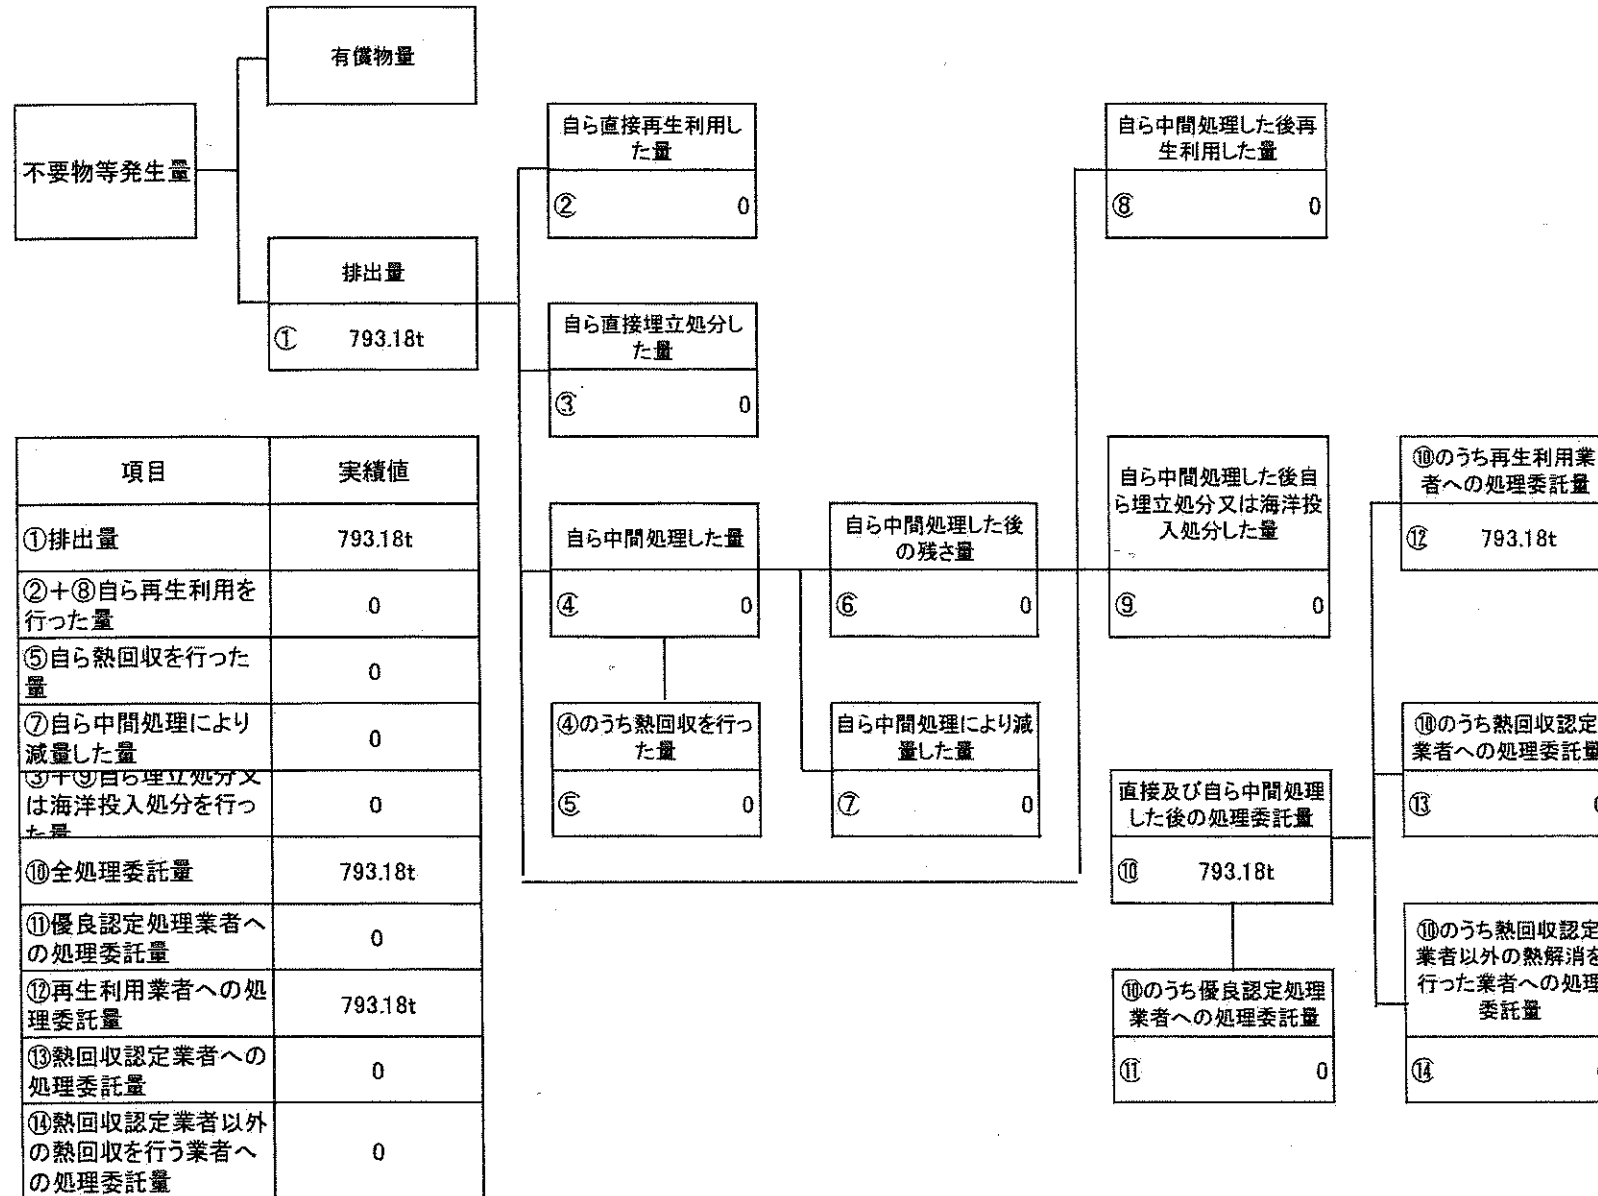 有償物量
不要物等発生量
排出量
① 793.18t
自ら直接再生利用し
た量
② 0
自ら直接埋立処分し
た量
③ 0
自ら中間処理した量
④ 0
④のうち熱回収を行っ
た量
⑤ 0
自ら中間処理した後
の残さ量
⑥ 0
自ら中間処理により減
量した量
⑦ 0
自ら中間処理した後再
生利用した量
⑧ 0
自ら中間処理した後自
ら埋立処分又は海洋投
入処分した量
⑨ 0
直接及び自ら中間処理
した後の処理委託量
⑩ 793.18t
⑩のうち優良認定処理
業者への処理委託量
⑪ 0
⑩のうち再生利用業
者への処理委託量
⑫ 793.18t
⑩のうち熱回収認定
業者への処理委託量
⑬
⑩のうち熱回収認定
業者以外の熱解消を
行った業者への処理
委託量
⑭
項目 実績値
①排出量 793.18t
②+⑧自ら再生利用を
行った量 0
⑤自ら熱回収を行った
量 0
⑦自ら中間処理により
減量した量 0
③+⑨自ら埋立処分又
は海洋投入処分を行っ
た量 0
⑩全処理委託量 793.18t
⑪優良認定処理業者へ
の処理委託量 0
⑫再生利用業者への処
理委託量 793.18t
⑬熱回収認定業者への
処理委託量 0
⑭熱回収認定業者以外
の熱回収を行う業者へ
の処理委託量 0